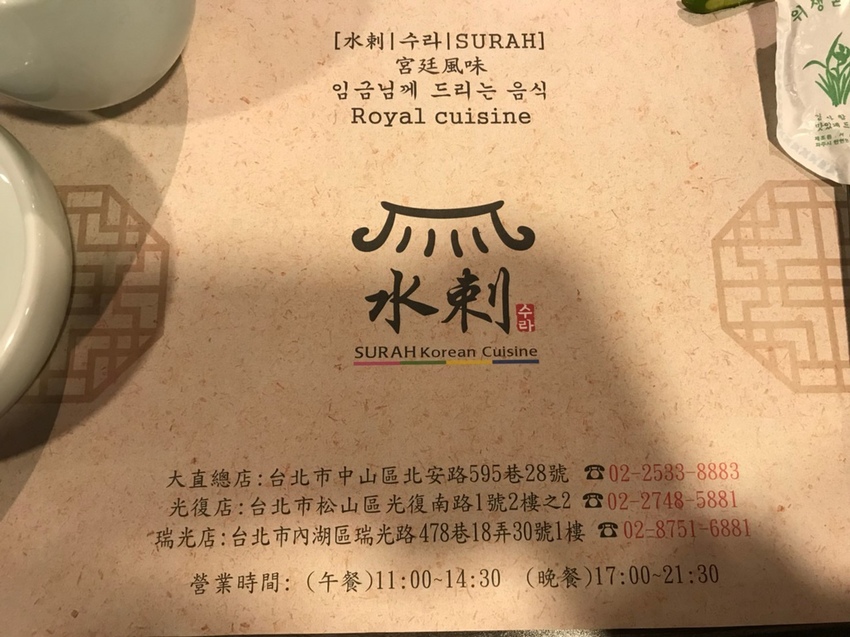 [水剌|수라|SURAH]
宮廷風味
임금님께 드리는 음식
Royal cuisine
水剌
수라
SURAH Korean Cuisine
大直總店:台北市中山區北安路595巷28號 ☎02-2533-8883
光復店:台北市松山區光復南路1號2樓之2 ☎02-2748-5881
瑞光店:台北市內湖區瑞光路478巷18弄30號1樓 ☎02-8751-6881
營業時間: (午餐)11:00~14:30 (晚餐)17:00~21:30
위생